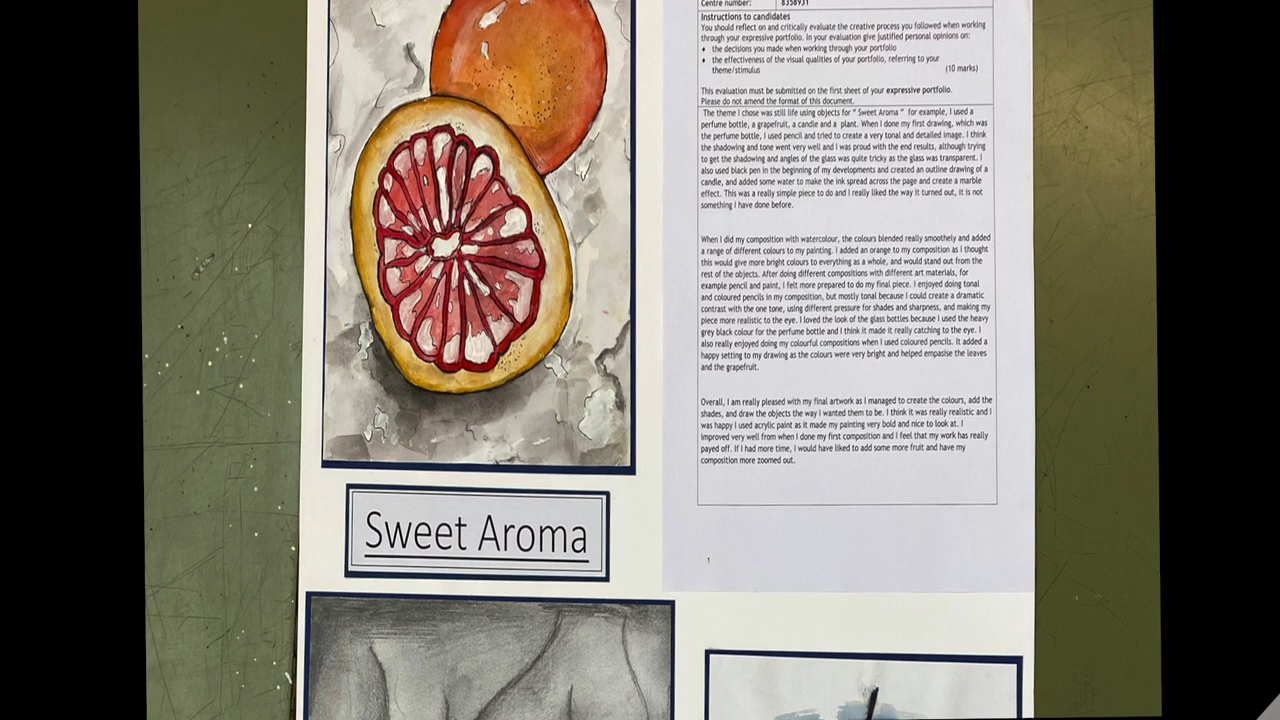 Centre number: 8358931
Instructions to candidates
You should reflect on and critically evaluate the creative process you followed when working
through your expressive portfolio. In your evaluation give justified personal opinions on:
• the decisions you made when working through your portfolio
• the effectiveness of the visual qualities of your portfolio, referring to your
theme/stimulus (10 marks)
This evaluation must be submitted on the first sheet of your expressive portfolio.
Please do not amend the format of this document.
The theme I chose was still life using objects for " Sweet Aroma " for example, I used a
perfume bottle, a grapefruit, a candle and a plant. When I done my first drawing, which was
the perfume bottle, I used pencil and tried to create a very tonal and detailed image. I think
the shadowing and tone went very well and I was proud with the end results, although trying
to get the shadowing and angles of the glass was quite tricky as the glass was transparent. I
also used black pen in the beginning of my developments and created an outline drawing of a
candle, and added some water to make the ink spread across the page and create a marble
effect. This was a really simple piece to do and I really liked the way it turned out, it is not
something I have done before.
When I did my composition with watercolour, the colours blended really smoothely and added
a range of different colours to my painting. I added an orange to my composition as I thought
this would give more bright colours to everything as a whole, and would stand out from the
rest of the objects. After doing different compositions with different art materials, for
example pencil and paint, I felt more prepared to do my final piece. I enjoyed doing tonal
and coloured pencils in my composition, but mostly tonal because I could create a dramatic
contrast with the one tone, using different pressure for shades and sharpness, and making my
piece more realistic to the eye. I loved the look of the glass bottles because I used the heavy
grey black colour for the perfume bottle and I think it made it really catching to the eye. I
also really enjoyed doing my colourful compositions when I used coloured pencils. It added a
happy setting to my drawing as the colours were very bright and helped empasise the leaves
and the grapefruit.
Overall, I am really pleased with my final artwork as I managed to create the colours, add the
shades, and draw the objects the way I wanted them to be. I think it was really realistic and I
was happy I used acrylic paint as it made my painting very bold and nice to look at. I
improved very well from when I done my first composition and I feel that my work has really
payed off. If I had more time, I would have liked to add some more fruit and have my
composition more zoomed out.
1
Sweet Aroma